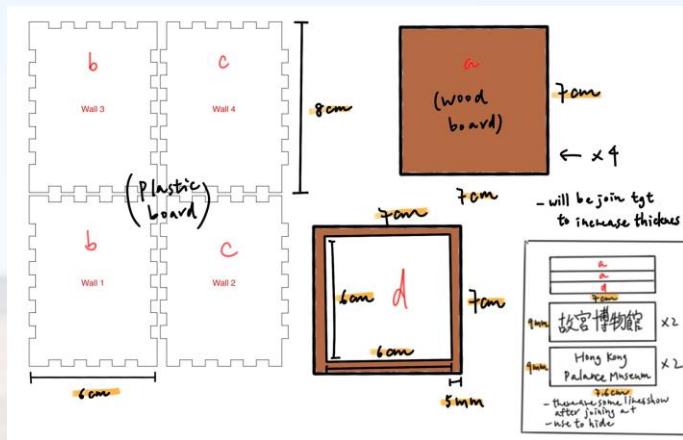 b
Wall 3
c
Wall 4
8cm
(Plastic
board)
b
Wall 1
c
Wall 2
6cm
a
(wood
board)
7cm
← x4
7cm
- will be join tgt
to increase thicknes
7cm
6cm
d
7cm
6cm
5mm
a
a
d
7cm
9mm
故宮博物館
x2
9mm
Hong Kong
Palance Museum
x2
7.6cm
- there are some lines show
after joining a +
- use to hide